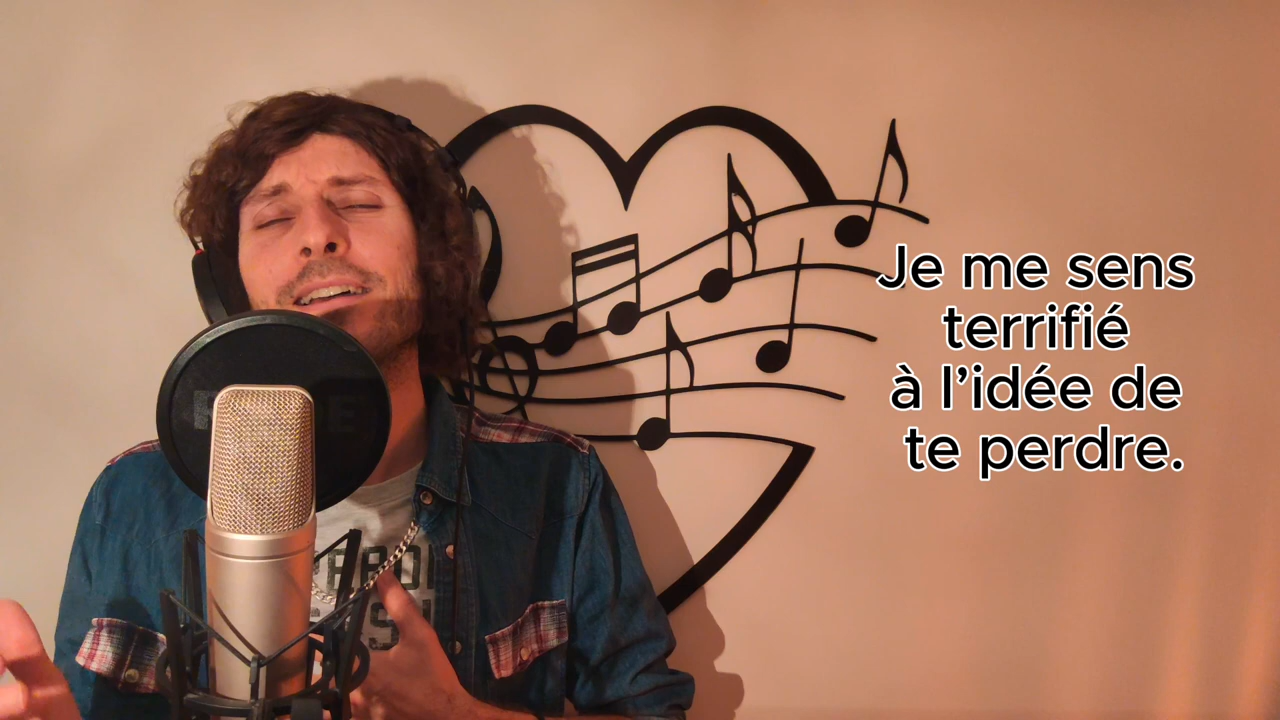 Je me sens
terrifié
à l’idée de
te perdre.